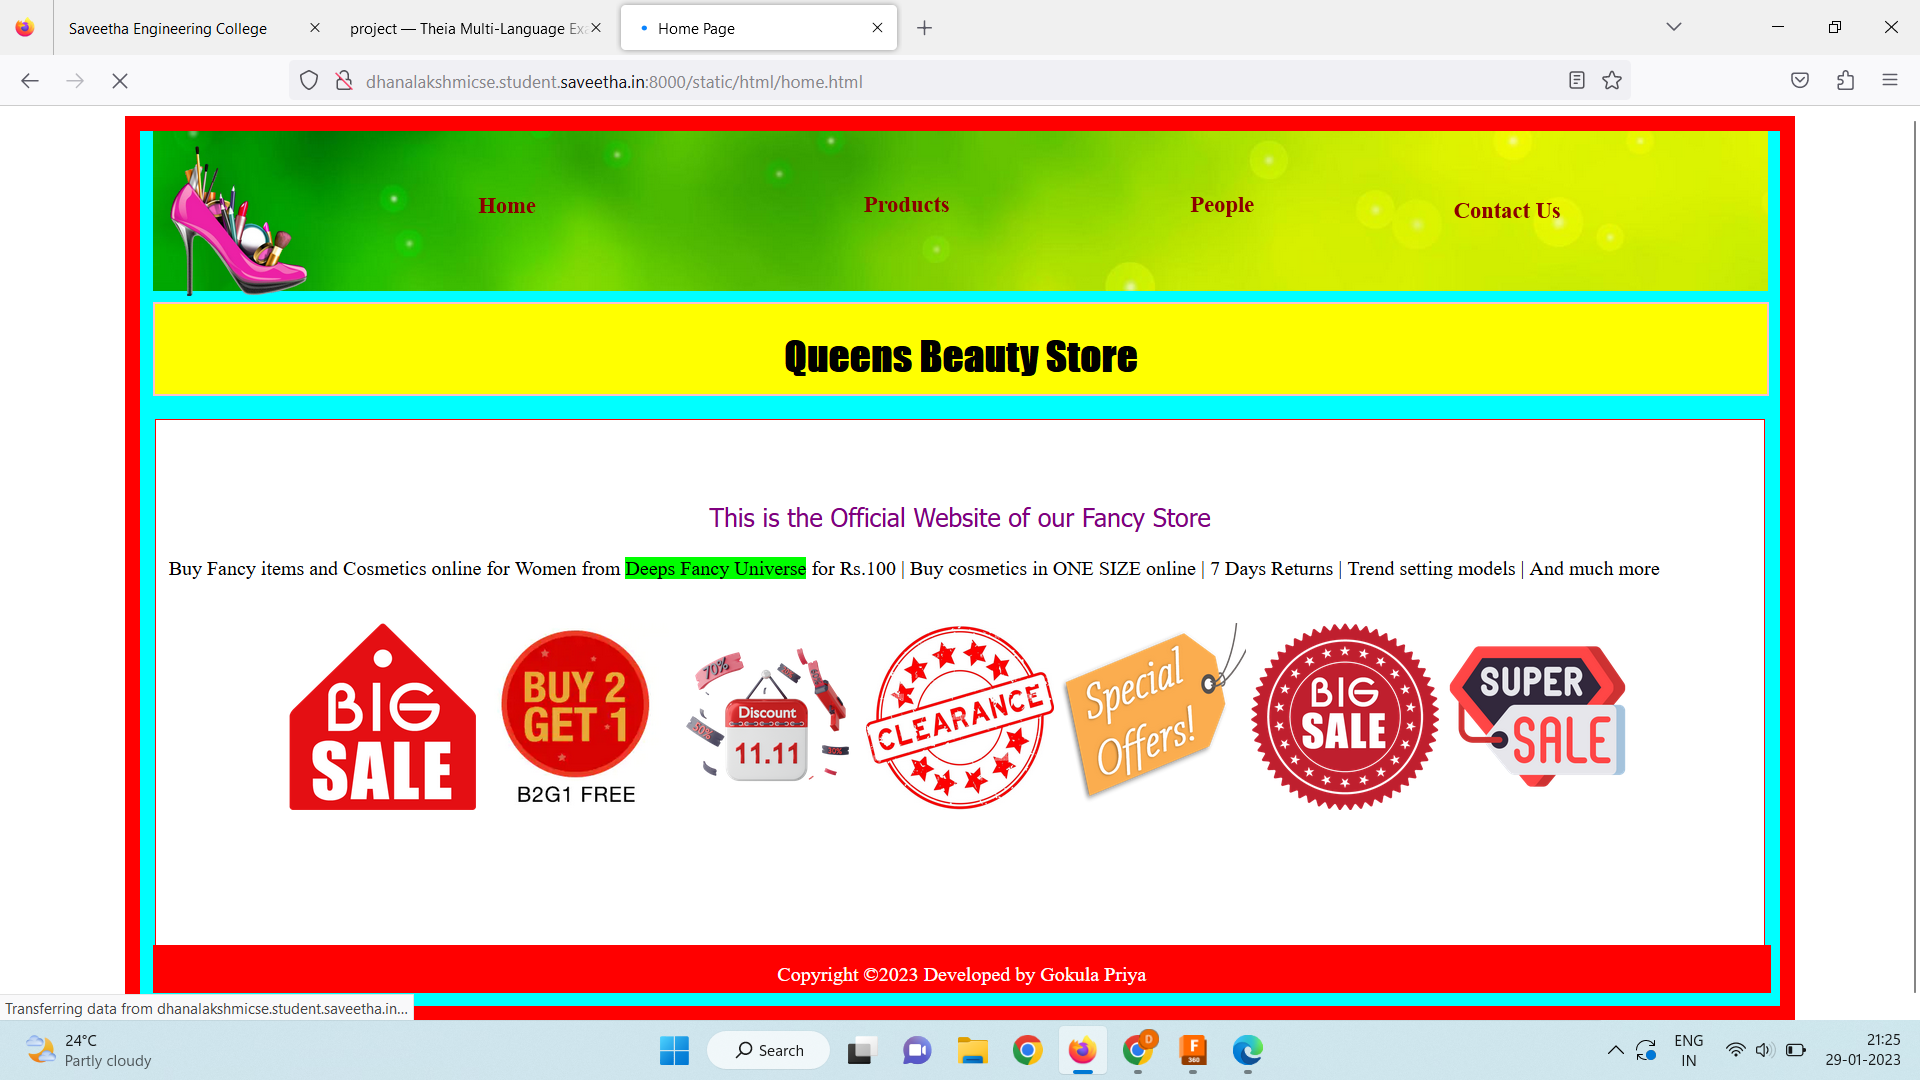 Saveetha Engineering College
project — Theia Multi-Language Exa
Home Page
dhanalakshmicse.student.saveetha.in:8000/static/html/home.html
Home
Products
People
Contact Us
Queens Beauty Store
This is the Official Website of our Fancy Store
Buy Fancy items and Cosmetics online for Women from Deeps Fancy Universe for Rs.100 | Buy cosmetics in ONE SIZE online | 7 Days Returns | Trend setting models | And much more
BIG
SALE
BUY 2
GET 1
B2G1 FREE
70%
50%
Discount
11.11
CLEARANCE
Special
Offers!
BIG
SALE
SUPER
SALE
Copyright ©2023 Developed by Gokula Priya
Transferring data from dhanalakshmicse.student.saveetha.in...
24°C
Partly cloudy
Search
D
F
360
ENG
IN
21:25
29-01-2023